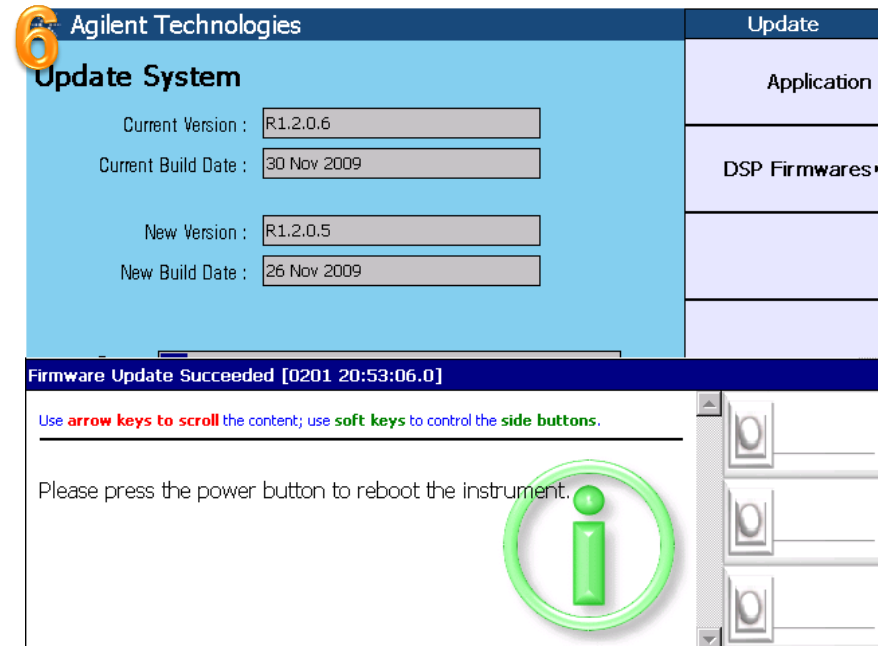 6
Agilent Technologies
Update
Update System
Application
Current Version : R1.2.0.6
Current Build Date : 30 Nov 2009
DSP Firmwares
New Version : R1.2.0.5
New Build Date : 26 Nov 2009
Firmware Update Succeeded [0201 20:53:06.0]
Use arrow keys to scroll the content; use soft keys to control the side buttons.
Please press the power button to reboot the instrument.